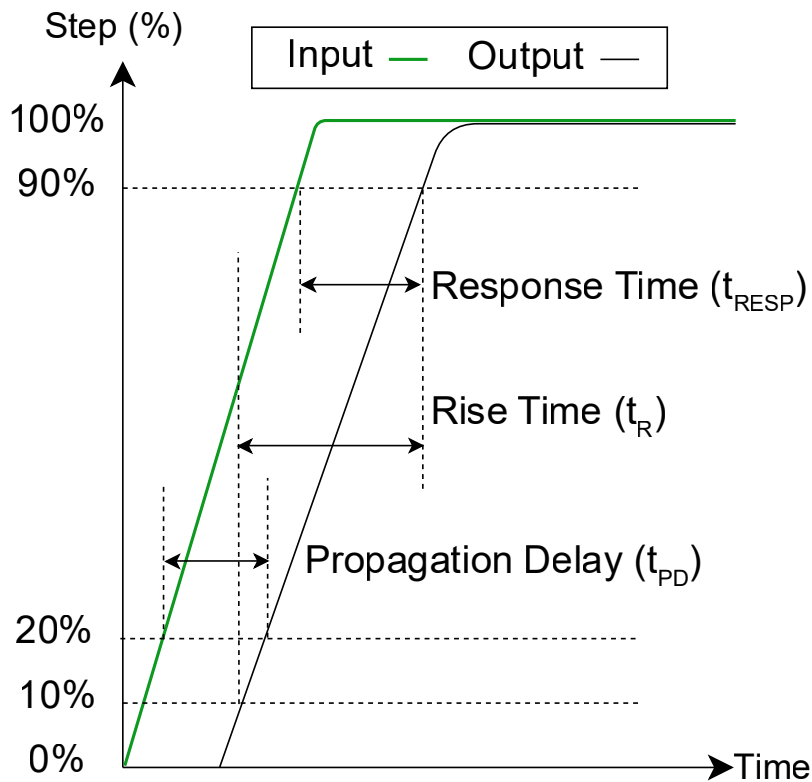 Step (%)
Input
Output
100%
90%
Response Time (tRESP)
Rise Time (tR)
Propagation Delay (tPD)
20%
10%
0%
Time